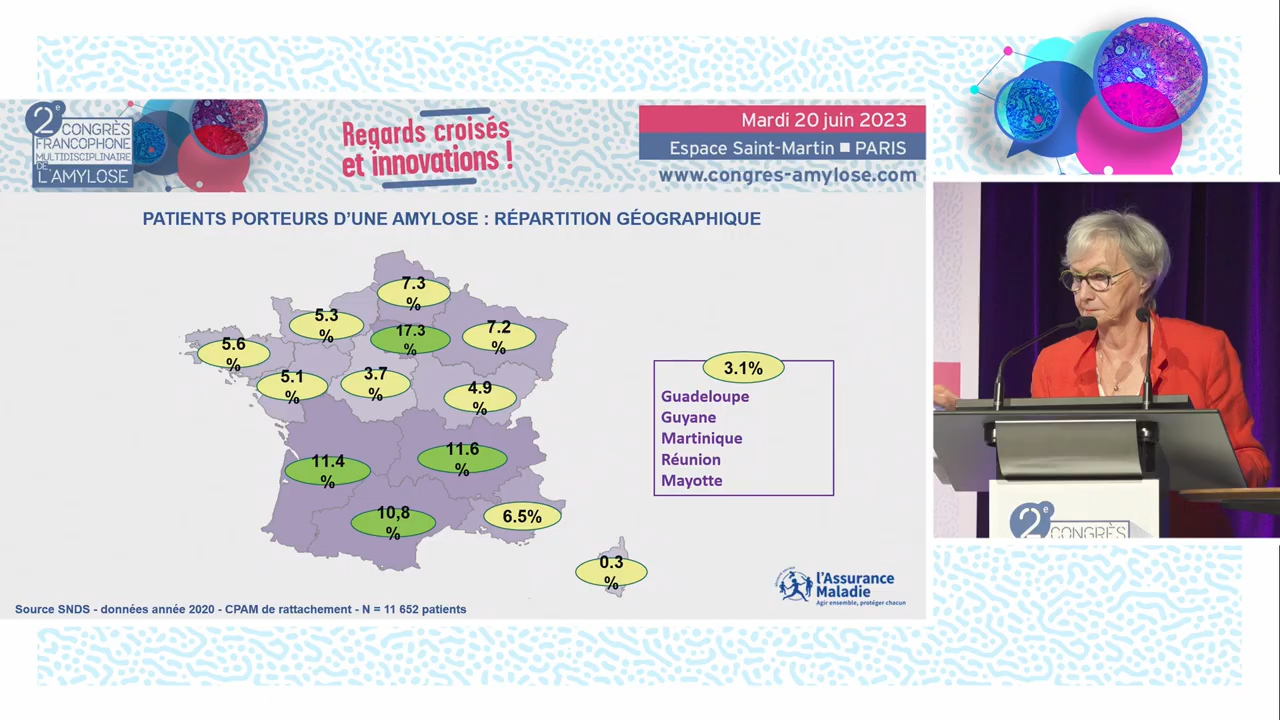 2e
CONGRÈS
FRANCOPHONE
MULTIDISCIPLINAIRE
DE
L'AMYLOSE
Regards croisés
et innovations !
Mardi 20 juin 2023
Espace Saint-Martin ■ PARIS
www.congres-amylose.com
PATIENTS PORTEURS D'UNE AMYLOSE : RÉPARTITION GÉOGRAPHIQUE
7.3
%
5.3
%
17.3
%
7.2
%
5.6
%
5.1
%
3.7
%
4.9
%
11.4
%
11.6
%
10,8
%
6.5%
0.3
%
3.1%
Guadeloupe
Guyane
Martinique
Réunion
Mayotte
l'Assurance
Maladie
Agir ensemble, protéger chacun
Source SNDS - données année 2020 - CPAM de rattachement - N = 11 652 patients
2e
CONGRÈS